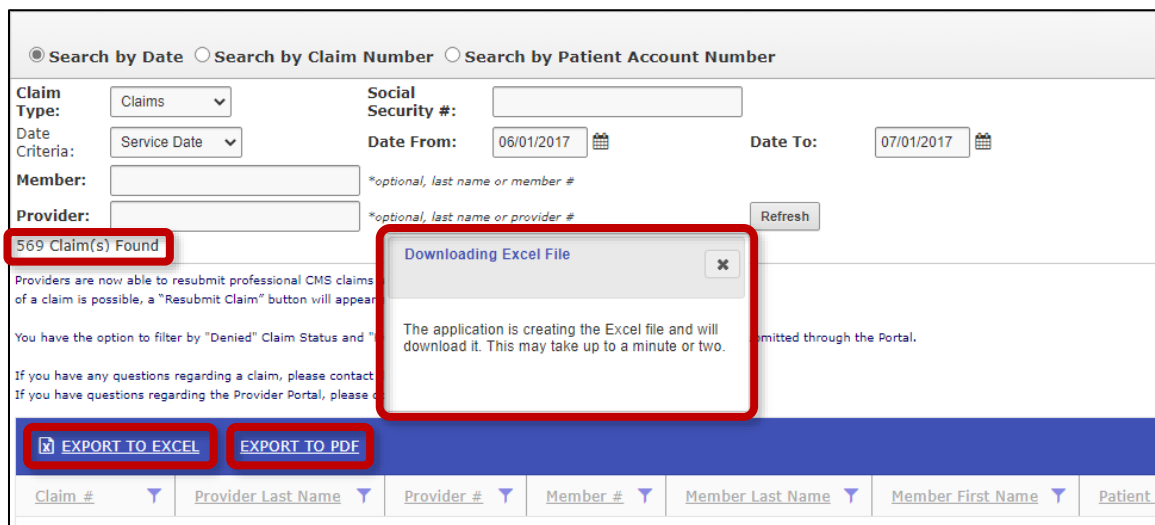 Search by Date Search by Claim Number Search by Patient Account Number
Claim Type: Claims Social Security #:
Date Criteria: Service Date Date From: 06/01/2017 Date To: 07/01/2017
Member: *optional, last name or member #
Provider: *optional, last name or provider # Refresh
569 Claim(s) Found
Downloading Excel File
The application is creating the Excel file and will
download it. This may take up to a minute or two.
Providers are now able to resubmit professional CMS claims
of a claim is possible, a "Resubmit Claim" button will appear
You have the option to filter by "Denied" Claim Status and " through the Portal.
If you have any questions regarding a claim, please contact
If you have questions regarding the Provider Portal, please
EXPORT TO EXCEL EXPORT TO PDF
Claim # Provider Last Name Provider # Member # Member Last Name Member First Name Patient